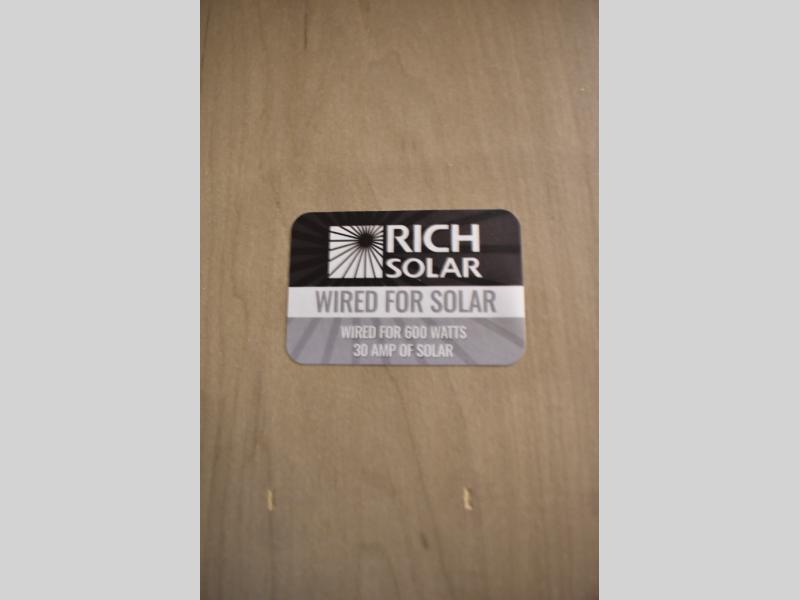 RICH
SOLAR
WIRED FOR SOLAR
WIRED FOR 600 WATTS
30 AMP OF SOLAR